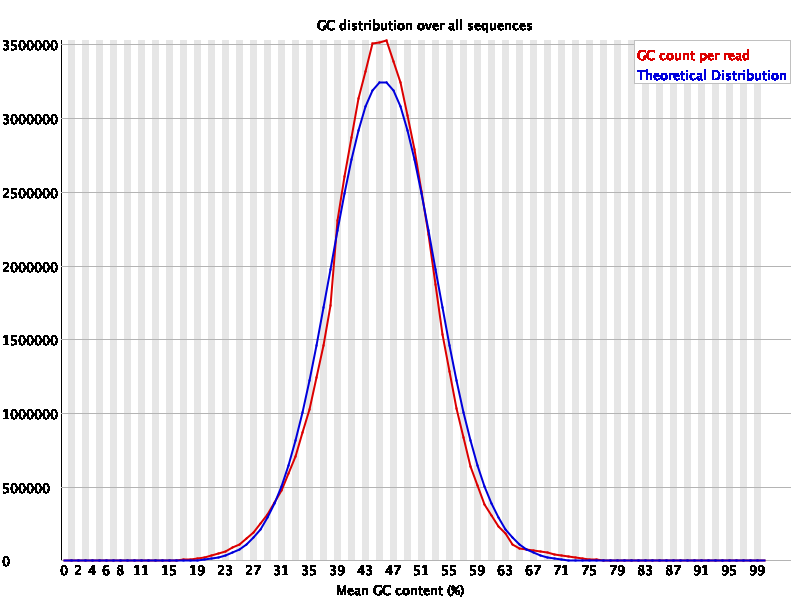 GC distribution over all sequences
3500000
3000000
2500000
2000000
1500000
1000000
500000
0
GC count per read
Theoretical Distribution
0 2 4 6 8 11 15 19 23 27 31 35 39 43 47 51 55 59 63 67 71 75 79 83 87 91 95 99
Mean GC content (%)